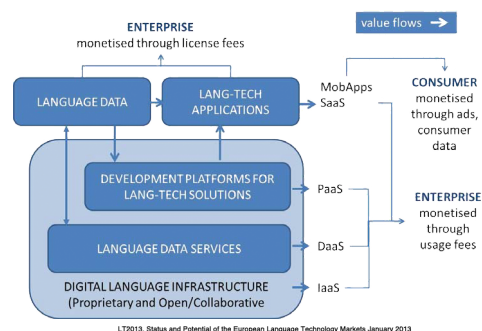 ENTERPRISE
monetised through license fees
value flows
LANGUAGE DATA
LANG-TECH
APPLICATIONS
MobApps
SaaS
CONSUMER
monetised
through ads,
consumer
data
DEVELOPMENT PLATFORMS FOR
LANG-TECH SOLUTIONS
PaaS
ENTERPRISE
monetised
through
usage fees
LANGUAGE DATA SERVICES
DaaS
DIGITAL LANGUAGE INFRASTRUCTURE
(Proprietary and Open/Collaborative
IaaS
LT2013, Status and Potential of the European Language Technology Markets January 2013